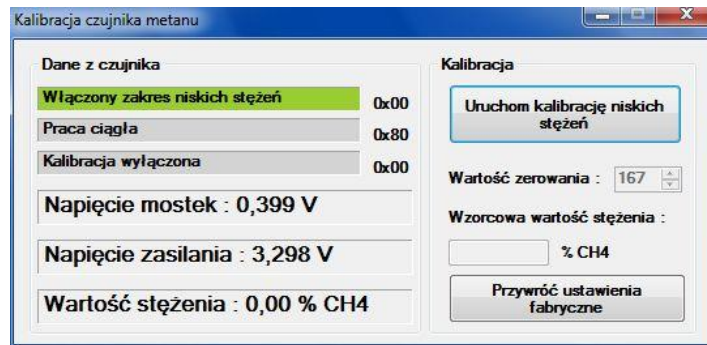 Kalibracja czujnika metanu
Dane z czujnika
Włączony zakres niskich stężeń 0x00
Praca ciągła 0x80
Kalibracja wyłączona 0x00
Napięcie mostek : 0,399 V
Napięcie zasilania : 3,298 V
Wartość stężenia : 0,00 % CH4
Kalibracja
Uruchom kalibrację niskich
stężeń
Wartość zerowania : 167
Wzorcowa wartość stężenia :
% CH4
Przywróć ustawienia
fabryczne